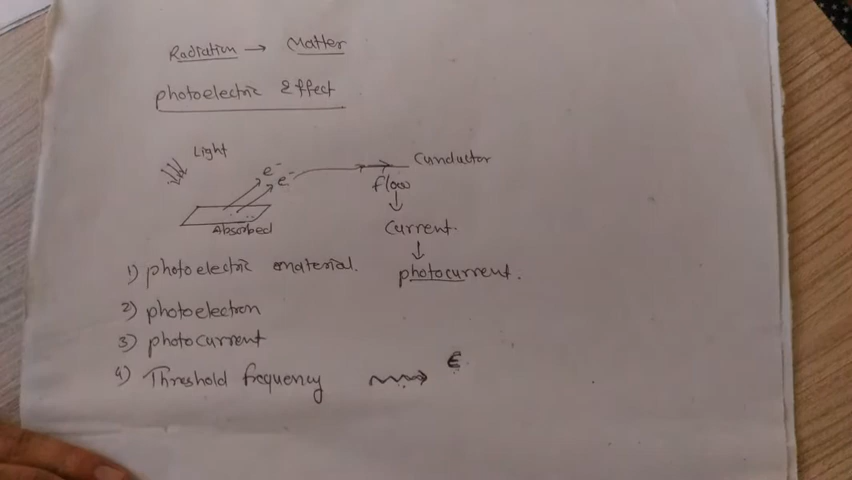 Radiation → Matter
photoelectric Effect
Light
e⁻
e⁻
Conductor
flow
↓
Absorbed
Current.
↓
1) photoelectric material.
photocurrent.
2) photoelectron
3) photocurrent
4) Threshold frequency
E